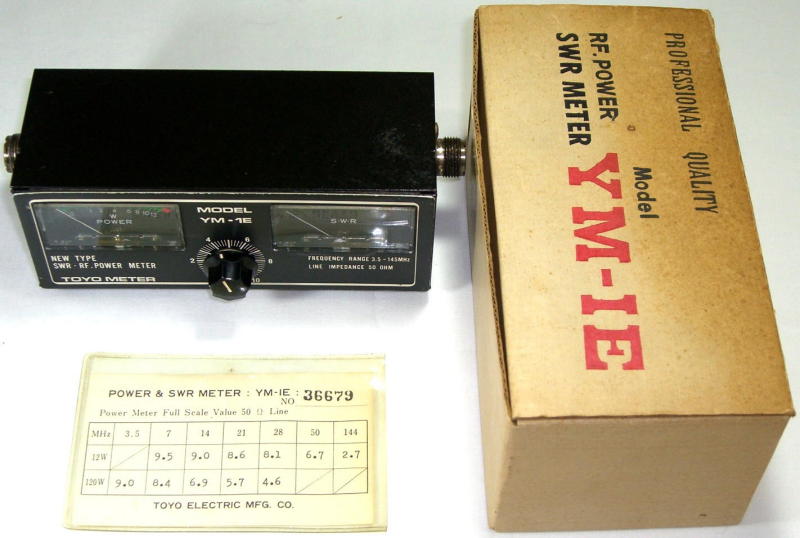 W
POWER
MODEL
YM-1E
S·W·R
2 4 6 8 10
NEW TYPE
SWR·RF.POWER METER
TOYO METER
FREQUENCY RANGE 3.5-145MHz
LINE IMPEDANCE 50 OHM
PROFESSIONAL QUALITY
RF.POWER
SWR METER
Model
YM-IE
POWER & SWR METER : YM-IE :
NO 36679
Power Meter Full Scale Value 50 Ω Line
MHz 3.5 7 14 21 28 50 144
12W 9.5 9.0 8.6 8.1 6.7 2.7
120W 9.0 8.4 6.9 5.7 4.6
TOYO ELECTRIC MFG. CO.